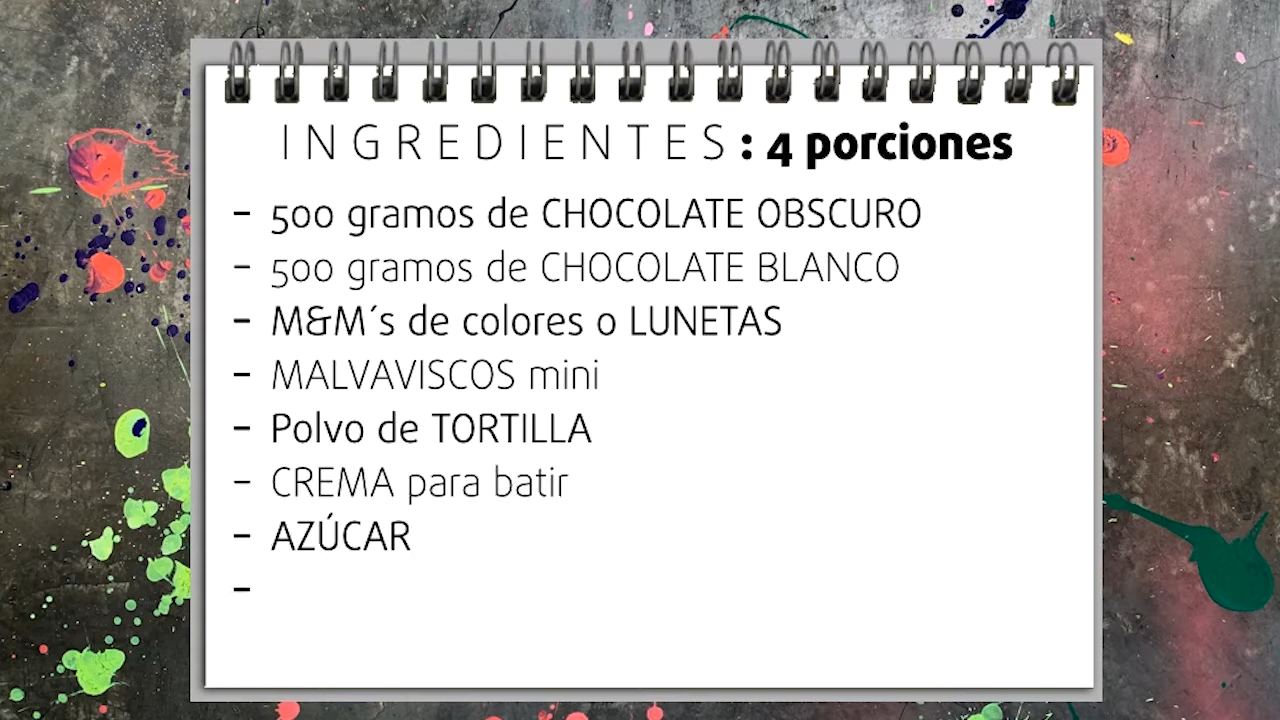 INGREDIENTES : 4 porciones
- 500 gramos de CHOCOLATE OBSCURO
- 500 gramos de CHOCOLATE BLANCO
- M&M´s de colores o LUNETAS
- MALVAVISCOS mini
- Polvo de TORTILLA
- CREMA para batir
- AZÚCAR
-